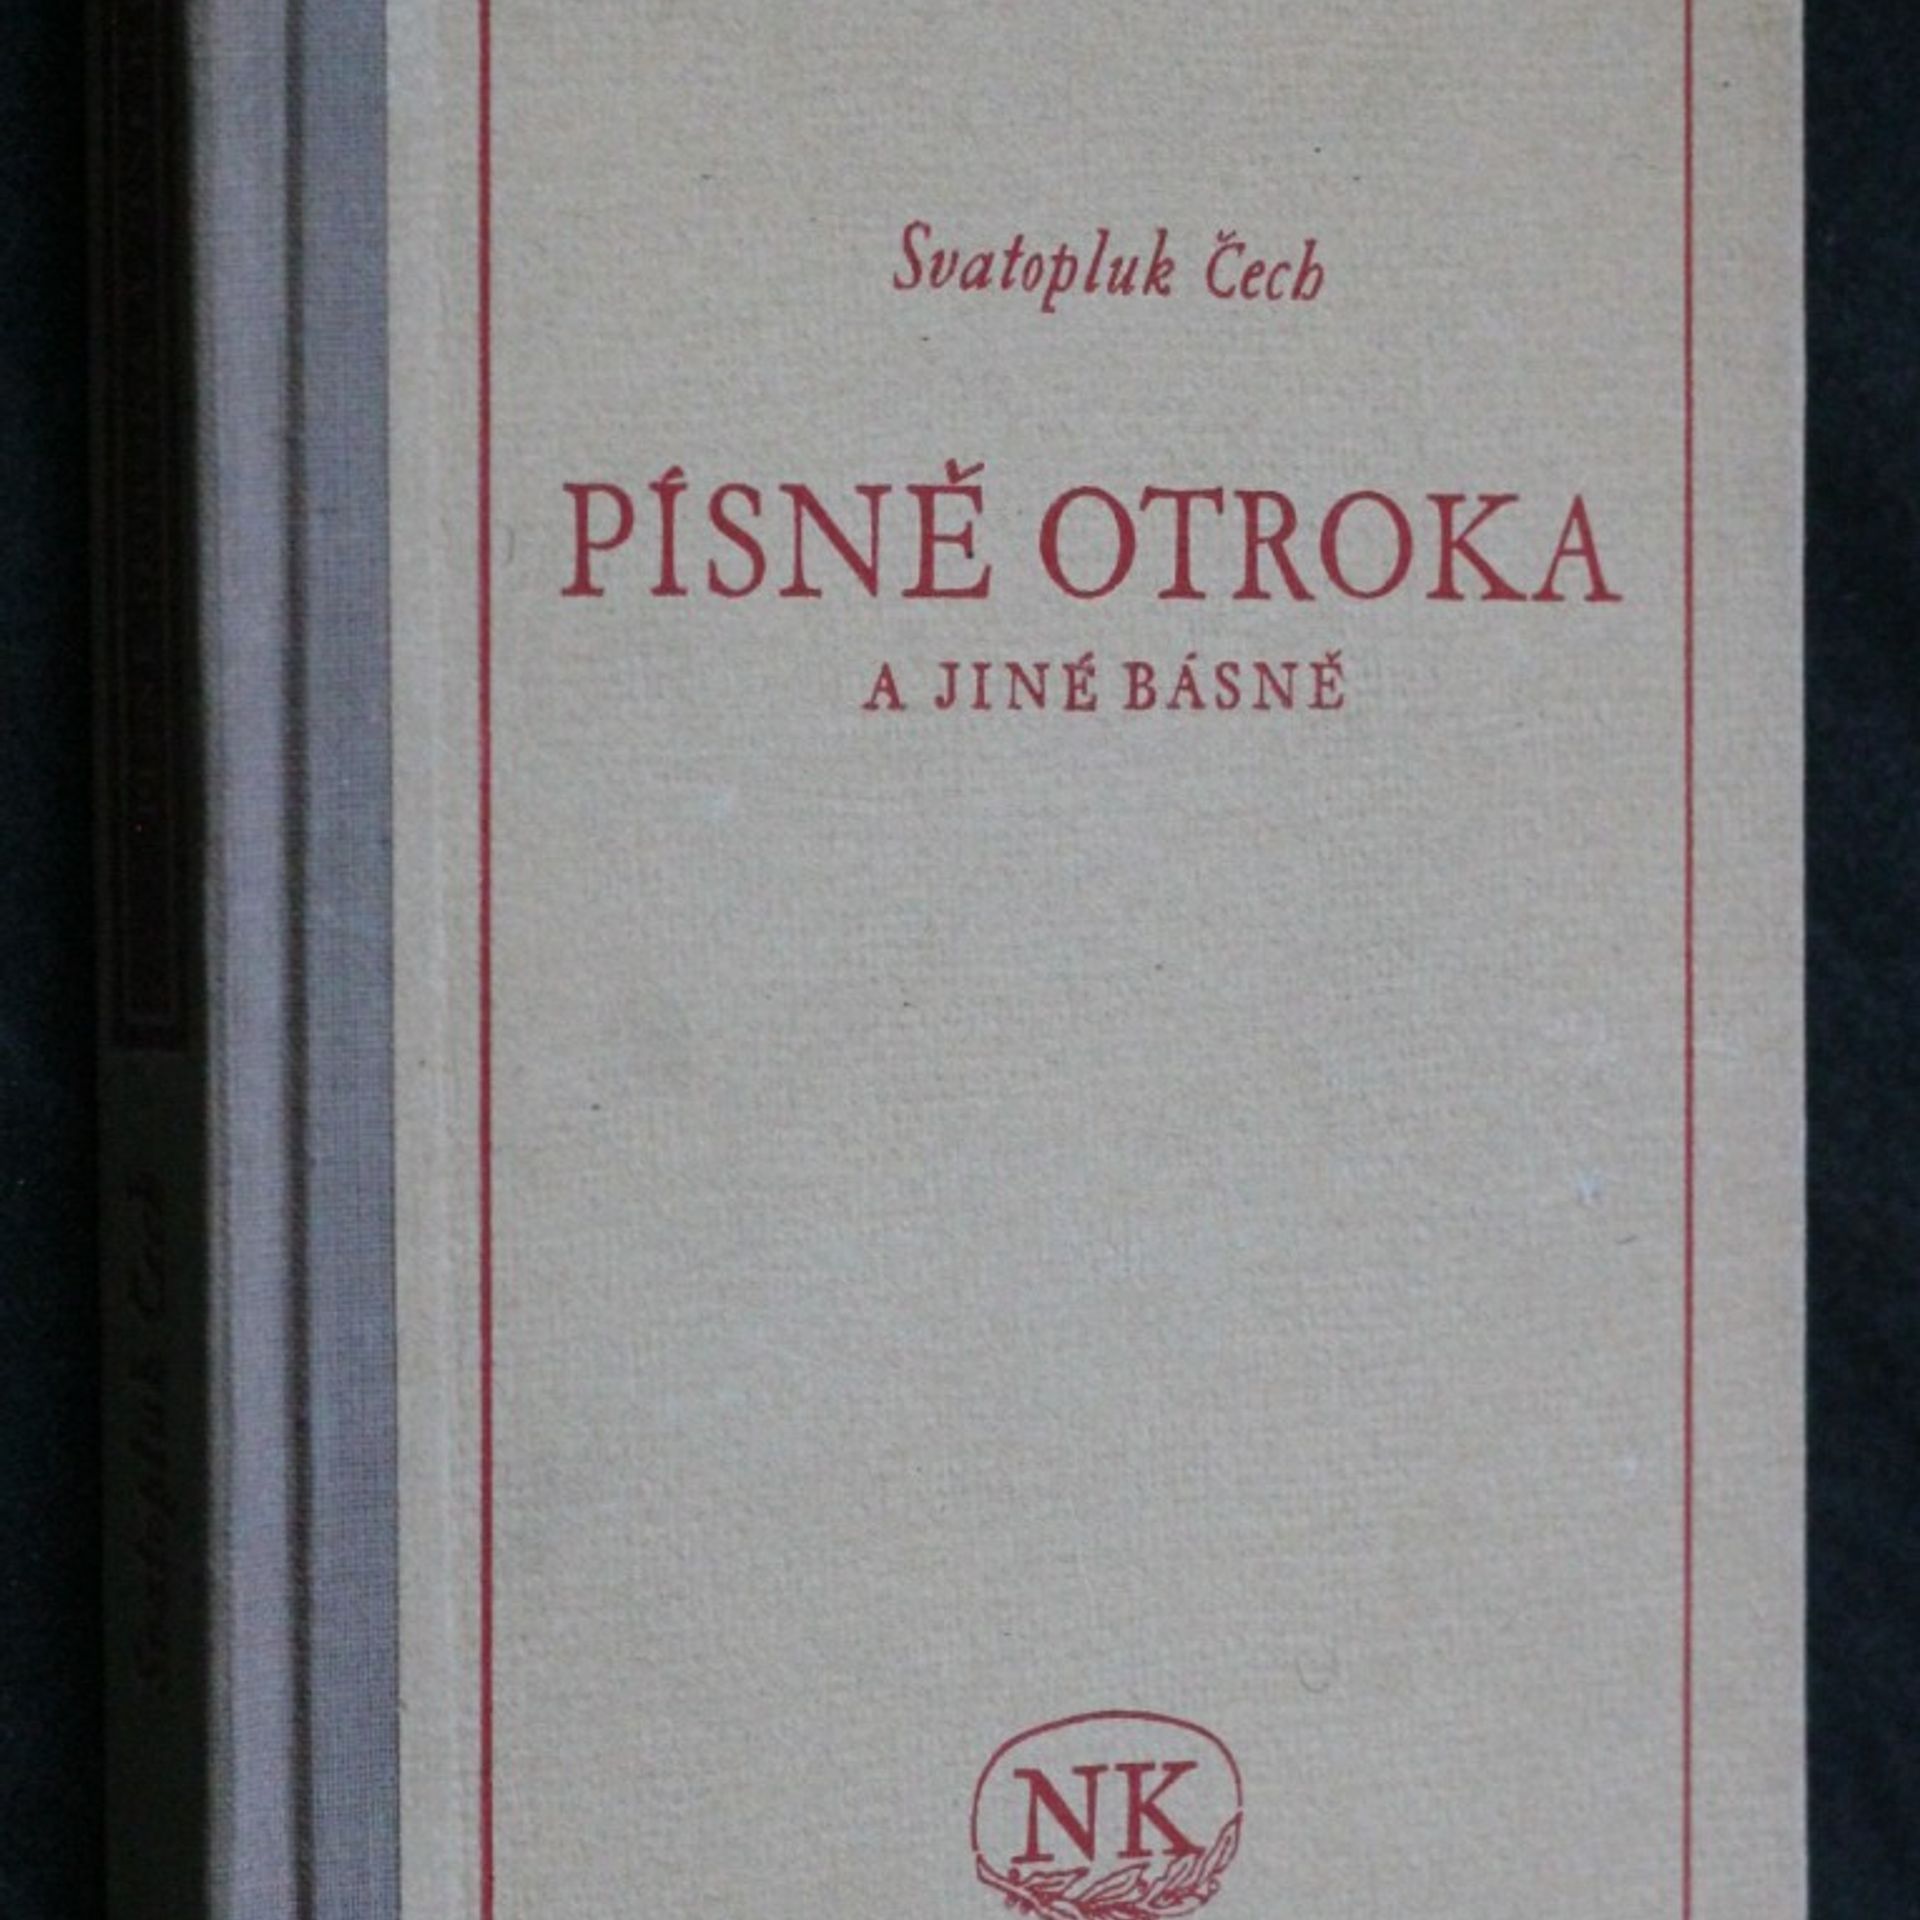 Svatopluk Čech
PÍSNĚ OTROKA
A JINÉ BÁSNĚ
NK